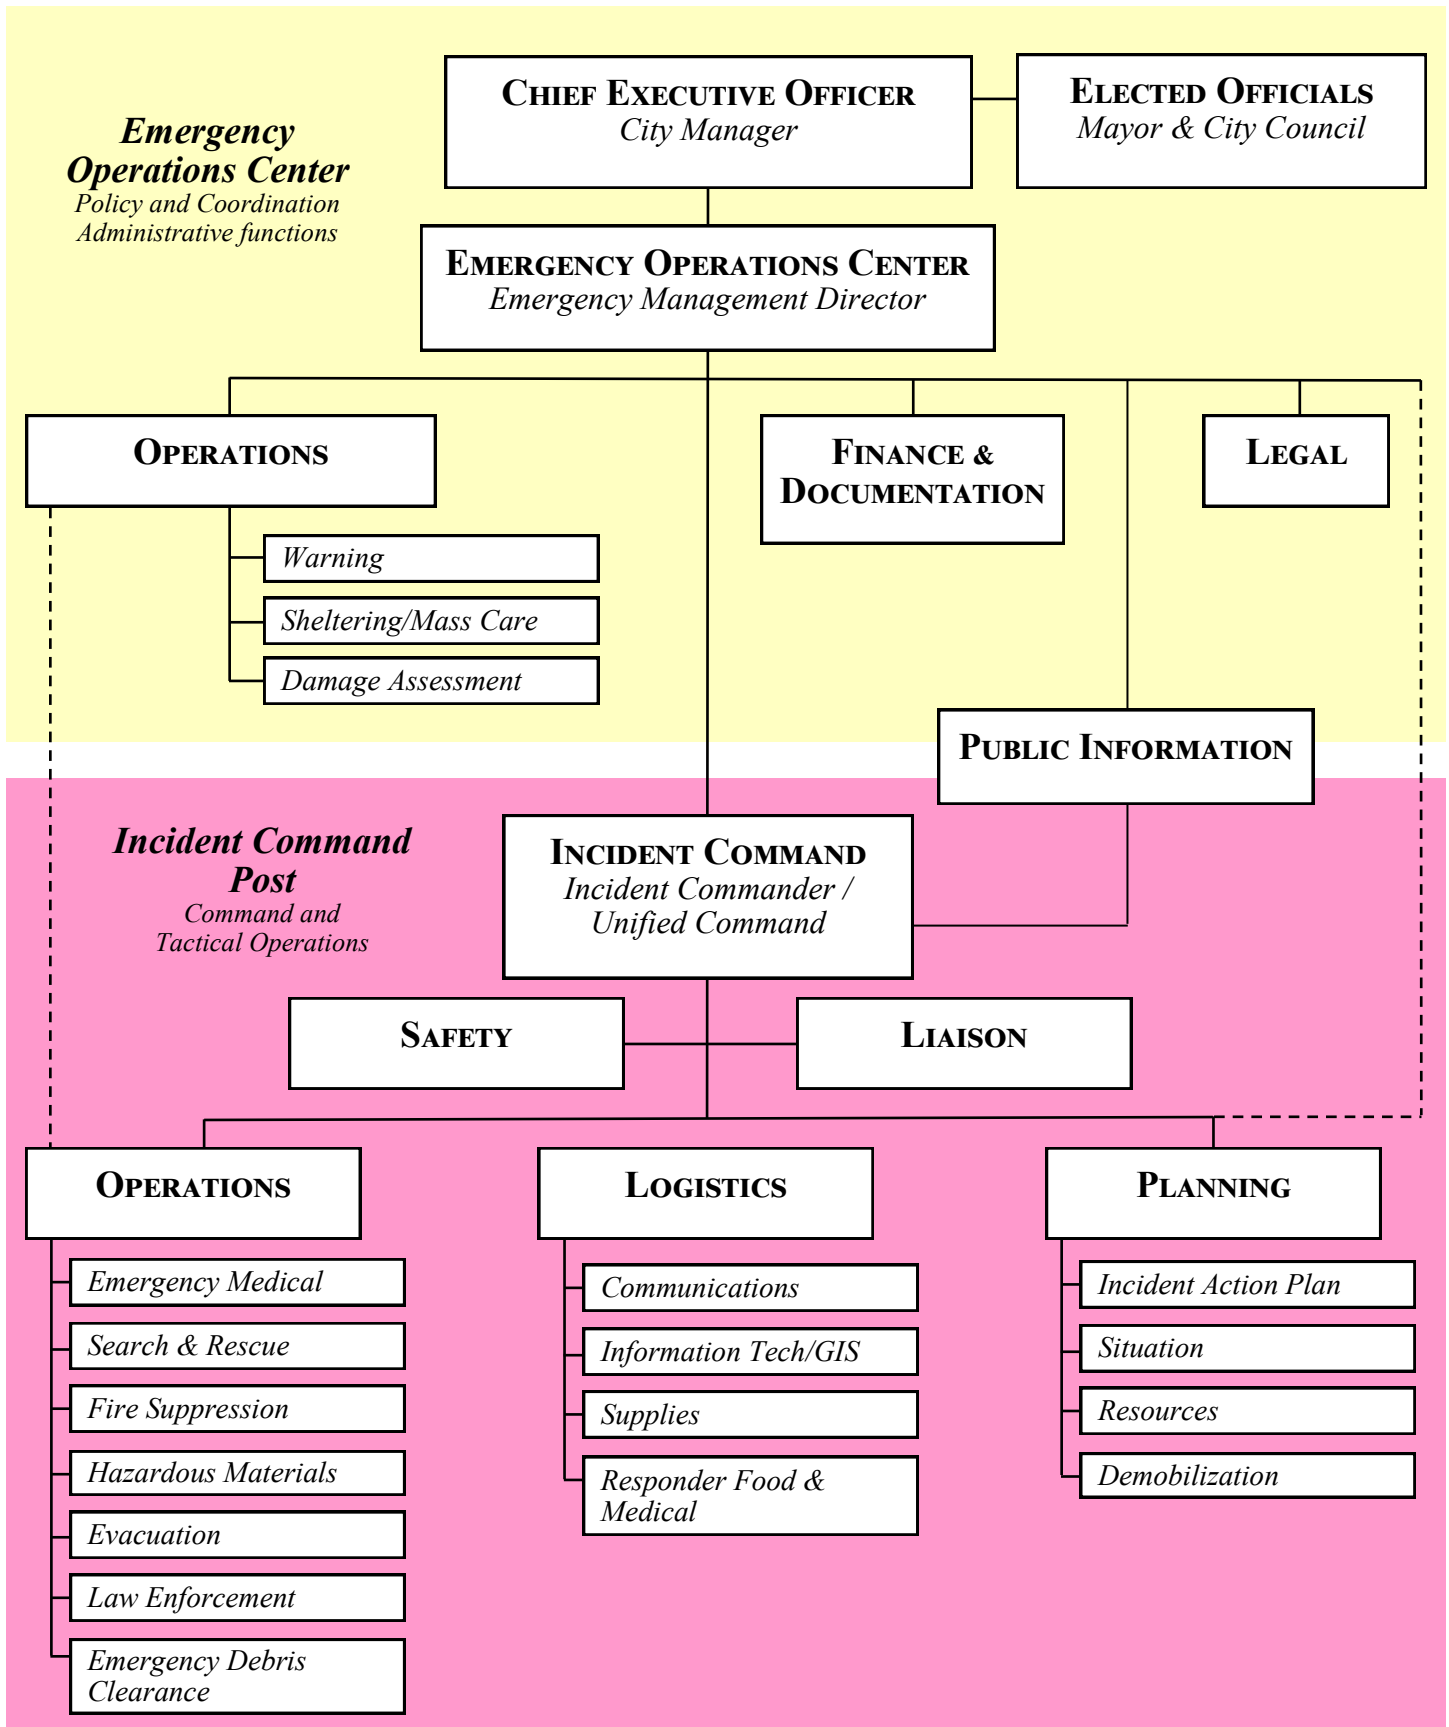 CHIEF EXECUTIVE OFFICER
City Manager
ELECTED OFFICIALS
Mayor & City Council
Emergency
Operations Center
Policy and Coordination
Administrative functions
EMERGENCY OPERATIONS CENTER
Emergency Management Director
OPERATIONS
FINANCE &
DOCUMENTATION
LEGAL
Warning
Sheltering/Mass Care
Damage Assessment
PUBLIC INFORMATION
Incident Command
Post
Command and
Tactical Operations
INCIDENT COMMAND
Incident Commander /
Unified Command
SAFETY
LIAISON
OPERATIONS
Emergency Medical
Search & Rescue
Fire Suppression
Hazardous Materials
Evacuation
Law Enforcement
Emergency Debris
Clearance
LOGISTICS
Communications
Information Tech/GIS
Supplies
Responder Food &
Medical
PLANNING
Incident Action Plan
Situation
Resources
Demobilization